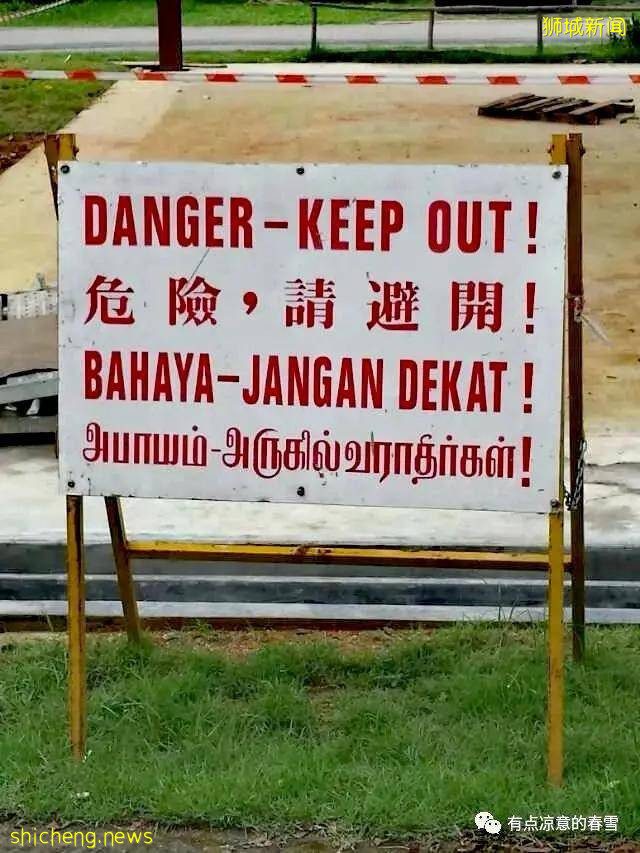 狮城新闻
DANGER – KEEP OUT !
危險，請避開！
BAHAYA – JANGAN DEKAT !
அபாயம்-அருகில் வராதீர்கள்!
有点凉意的春雪
shicheng.news